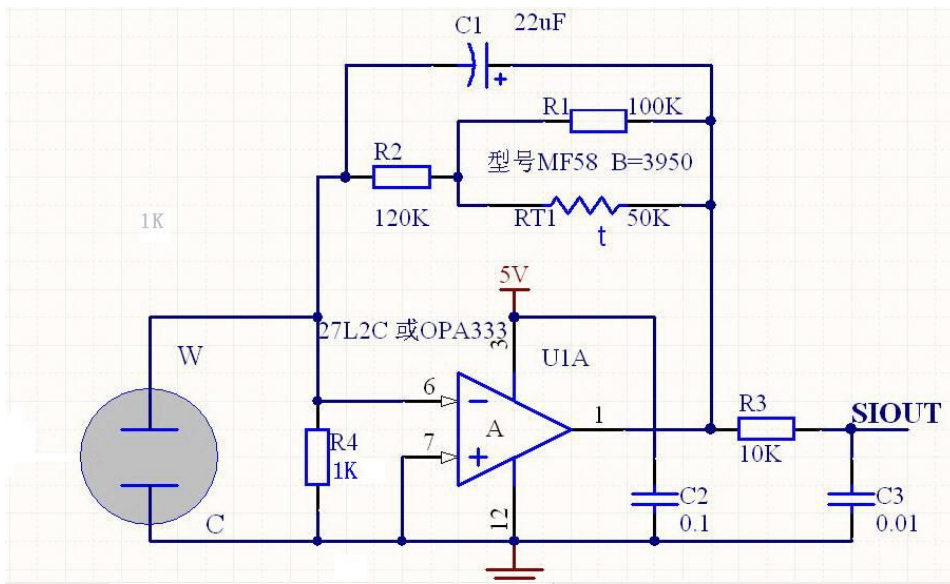 C1 22uF
R1 100K
R2
型号MF58 B=3950
120K
RT1 50K
t
1K
5V
27L2C 或OPA333
3
U1A
W
6
1
R3
SIOUT
R4
7
A
10K
1K
C2
0.1
C3
0.01
12
C